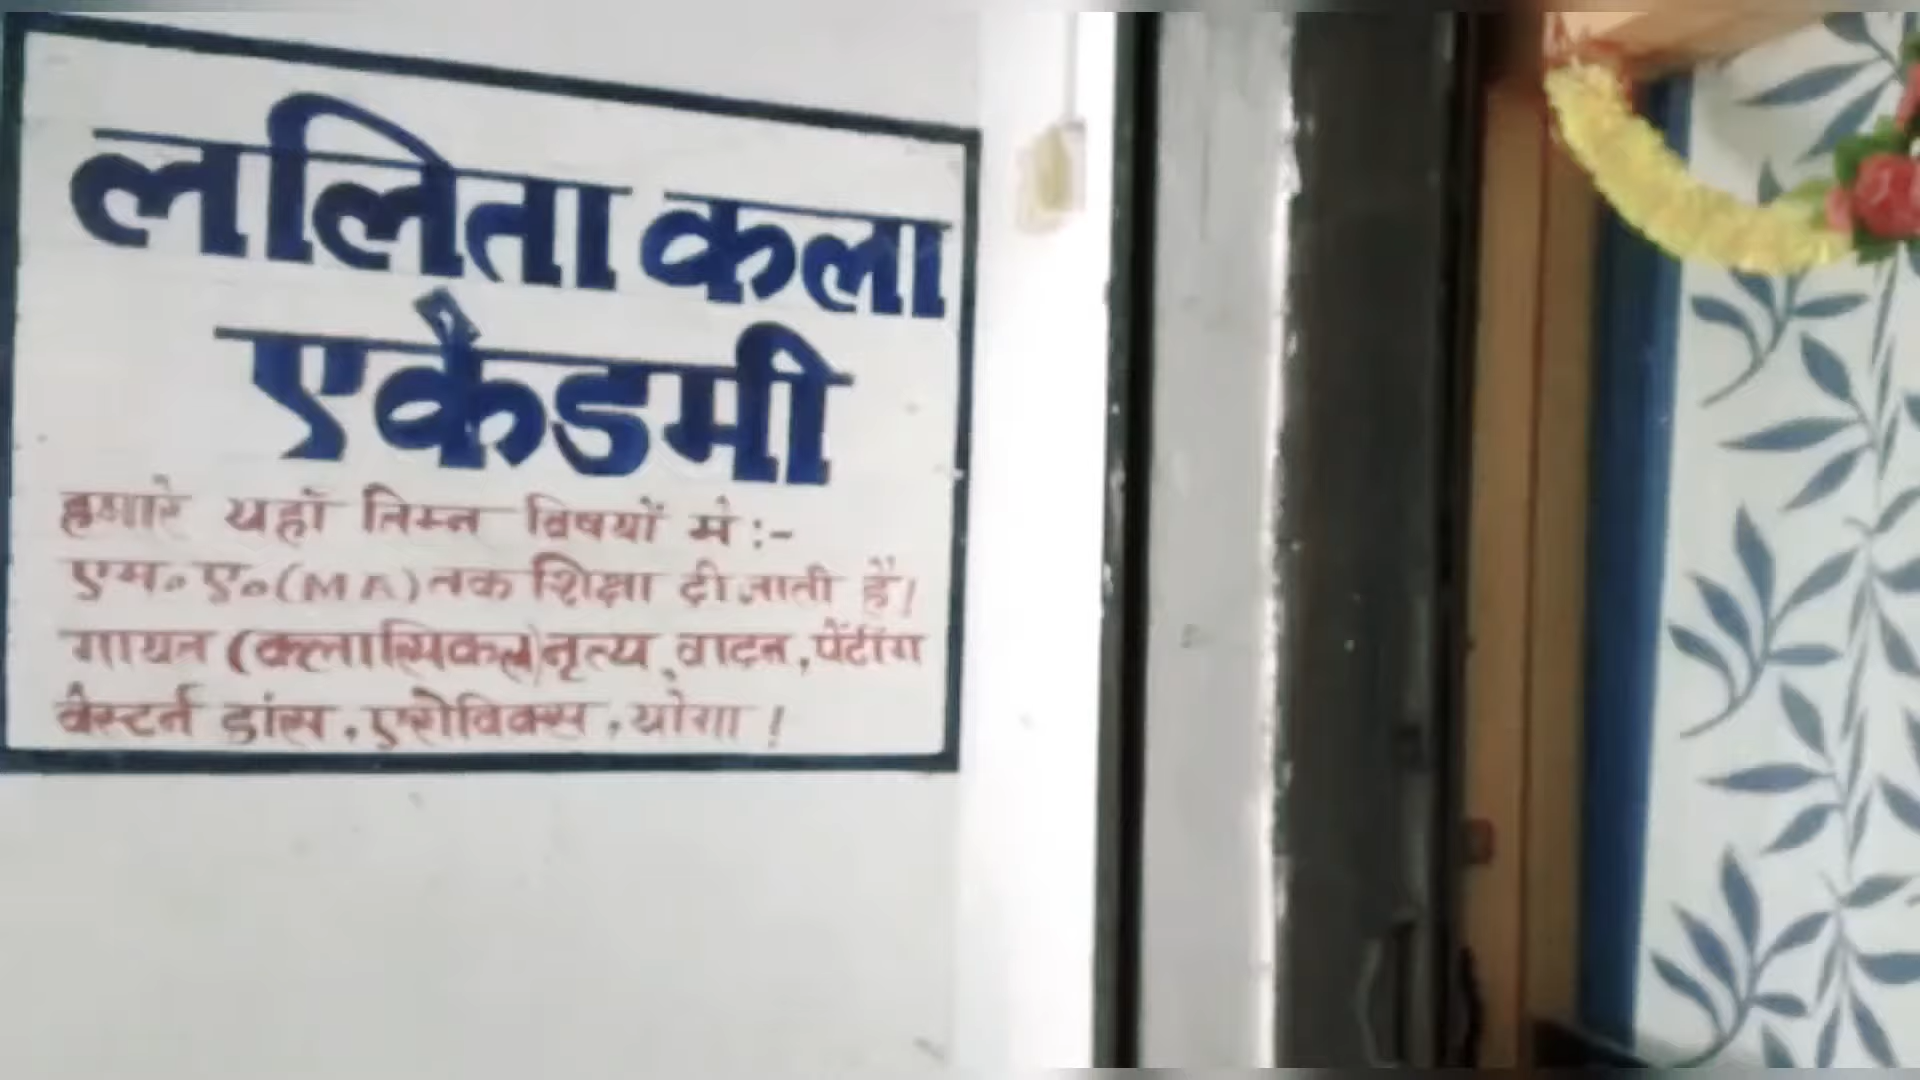 ललिता कला
एकैडमी
हमारे यहाँ निम्न विषयों मे :-
एम॰ ए॰ (MA) तक शिक्षा दी जाती है।
गायन (क्लासिकल) नृत्य, वादन, पेंटींग
वैस्टर्न डांस, एरोविक्स, योगा !